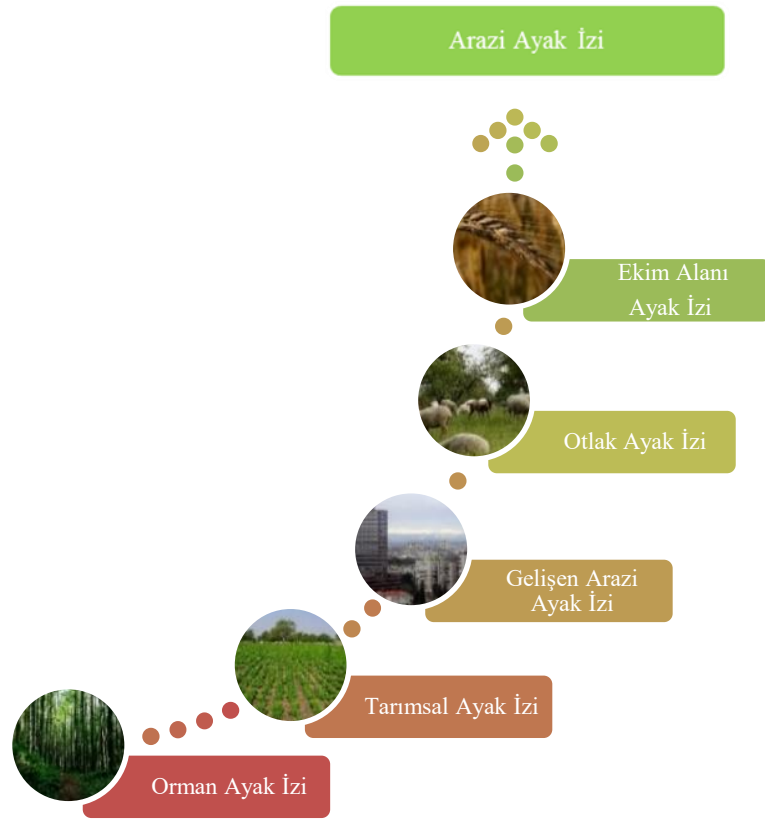 Arazi Ayak İzi
Ekim Alanı
Ayak İzi
Otlak Ayak İzi
Gelişen Arazi
Ayak İzi
Tarımsal Ayak İzi
Orman Ayak İzi